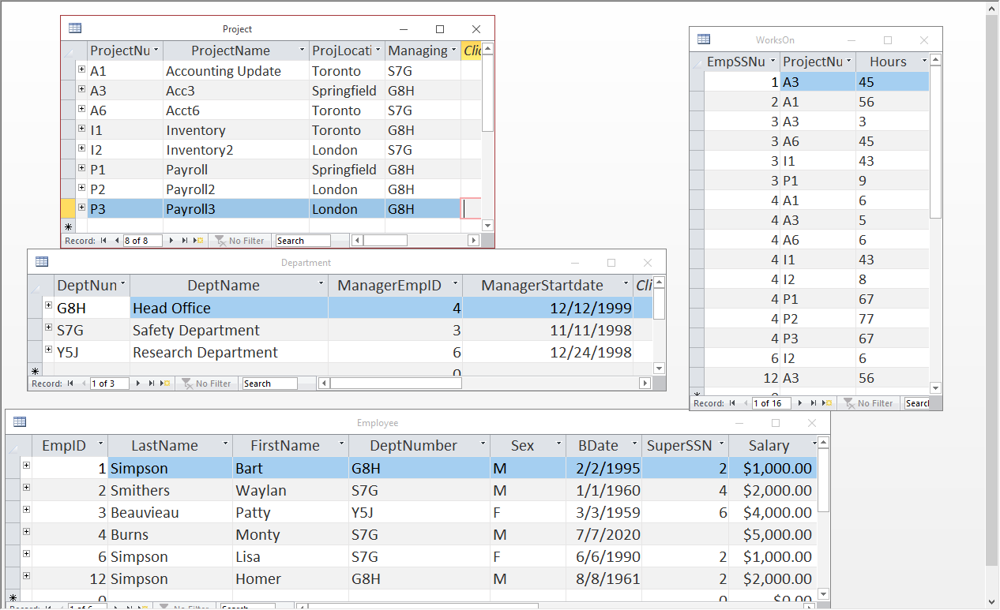 Project
ProjectNu ProjectName ProjLocati Managing Clic
A1 Accounting Update Toronto S7G
A3 Acc3 Springfield G8H
A6 Acct6 Toronto S7G
I1 Inventory Toronto G8H
I2 Inventory2 London S7G
P1 Payroll Springfield G8H
P2 Payroll2 London G8H
P3 Payroll3 London G8H
Record: 8 of 8 No Filter Search
WorksOn
EmpSSNu ProjectNu Hours
1 A3 45
2 A1 56
3 A3 3
3 A6 45
3 I1 43
3 P1 9
4 A1 6
4 A3 5
4 A6 6
4 I1 43
4 I2 8
4 P1 67
4 P2 77
4 P3 67
6 I2 6
12 A3 56
0
Record: 1 of 16 No Filter Searc
Department
DeptNun DeptName ManagerEmpID ManagerStartdate Cli
G8H Head Office 4 12/12/1999
S7G Safety Department 3 11/11/1998
Y5J Research Department 6 12/24/1998
0
Record: 1 of 3 No Filter Search
Employee
EmpID LastName FirstName DeptNumber Sex BDate SuperSSN Salary
1 Simpson Bart G8H M 2/2/1995 2 $1,000.00
2 Smithers Waylan S7G M 1/1/1960 4 $2,000.00
3 Beauvieau Patty Y5J F 3/3/1959 6 $4,000.00
4 Burns Monty S7G M 7/7/2020 $5,000.00
6 Simpson Lisa S7G F 6/6/1990 2 $1,000.00
12 Simpson Homer G8H M 8/8/1961 2 $2,000.00
0 0 $0.00
Record: 1 of 6 No Filter Search